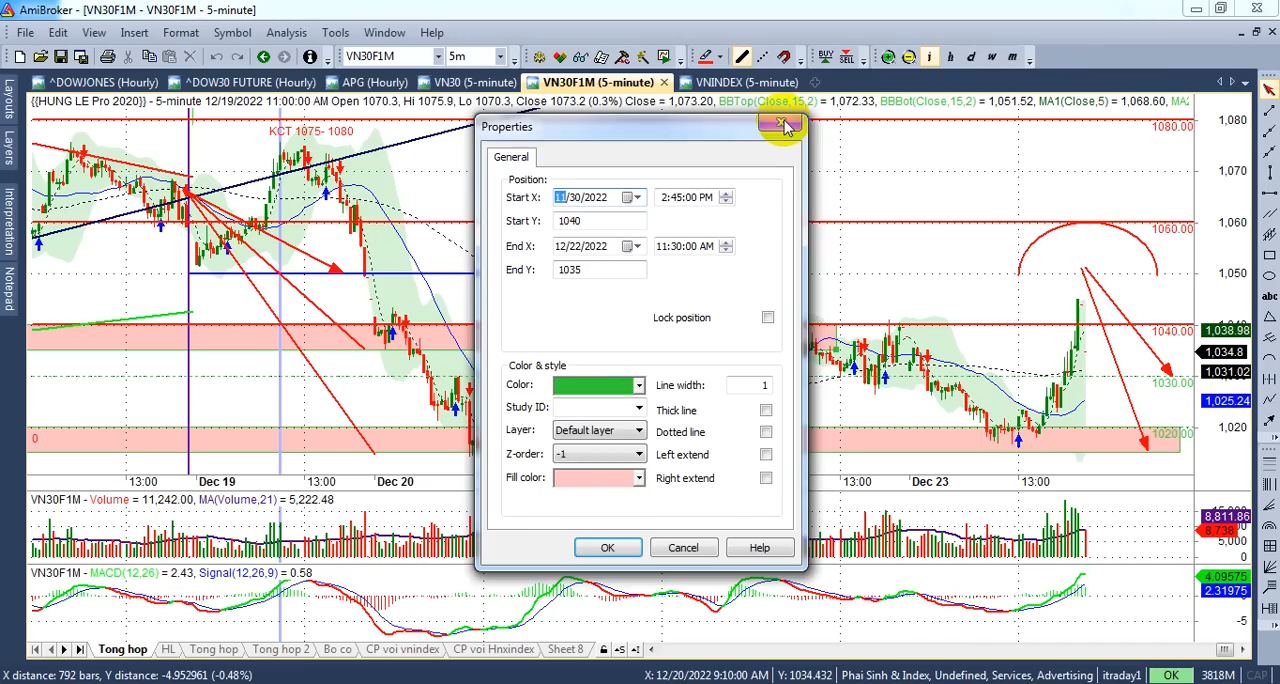 AmiBroker - [VN30F1M - VN30F1M - 5-minute]
File Edit View Insert Format Symbol Analysis Tools Window Help
VN30F1M 5m BUY SELL i h d w m
^DOWJONES (Hourly) ^DOW30 FUTURE (Hourly) APG (Hourly) VN30 (5-minute) VN30F1M (5-minute) VNINDEX (5-minute)
{{HUNG LE Pro 2020}} - 5-minute 12/19/2022 11:00:00 AM Open 1070.3, Hi 1075.9, Lo 1070.3, Close 1073.2 (0.3%) Close = 1,073.20, BBTop(Close,15,2) = 1,072.33, BBBot(Close,15,2) = 1,051.52, MA1(Close,5) = 1,068.60,
Layouts
Layers
Interpretation
Notepad
KCT 1075- 1080
Properties
General
Position:
Start X: 11/30/2022 2:45:00 PM
Start Y: 1040
End X: 12/22/2022 11:30:00 AM
End Y: 1035
Lock position
Color & style
Color: Line width: 1
Study ID: Thick line
Layer: Default layer Dotted line
Z-order: -1 Left extend
Fill color: Right extend
OK Cancel Help
1080.00
1060.00
1040.00
1030.00
1020.00
0
1,080
1,070
1,060
1,050
1,038.98
1,034.8
1,031.02
1,025.24
1,020
13:00 Dec 19 13:00 Dec 20 13:00 Dec 23 13:00
VN30F1M - Volume = 11,242.00, MA(Volume,21) = 5,222.48
8,811.86
8,738
5,000
0
VN30F1M - MACD(12,26) = 2.43, Signal(12,26,9) = 0.58
4.09575
2.31975
-5
abc
Tong hop HL Tong hop Tong hop 2 Bo co CP voi vnindex CP voi Hnxindex Sheet 8
X distance: 792 bars, Y distance: -4.952961 (-0.48%) X: 12/20/2022 9:10:00 AM Y: 1034.432 Phai Sinh & Index, Undefined, Services, Advertising itraday1 OK 3818M CAP